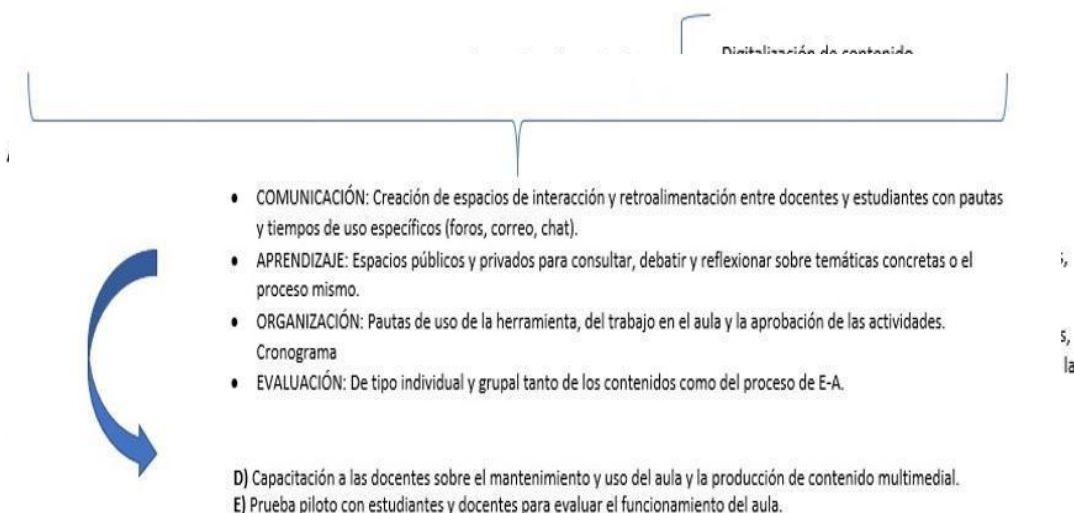 Digitalización de contenido
• COMUNICACIÓN: Creación de espacios de interacción y retroalimentación entre docentes y estudiantes con pautas
y tiempos de uso específicos (foros, correo, chat).
• APRENDIZAJE: Espacios públicos y privados para consultar, debatir y reflexionar sobre temáticas concretas o el
proceso mismo.
• ORGANIZACIÓN: Pautas de uso de la herramienta, del trabajo en el aula y la aprobación de las actividades.
Cronograma
• EVALUACIÓN: De tipo individual y grupal tanto de los contenidos como del proceso de E-A.
la
D) Capacitación a las docentes sobre el mantenimiento y uso del aula y la producción de contenido multimedial.
E) Prueba piloto con estudiantes y docentes para evaluar el funcionamiento del aula.